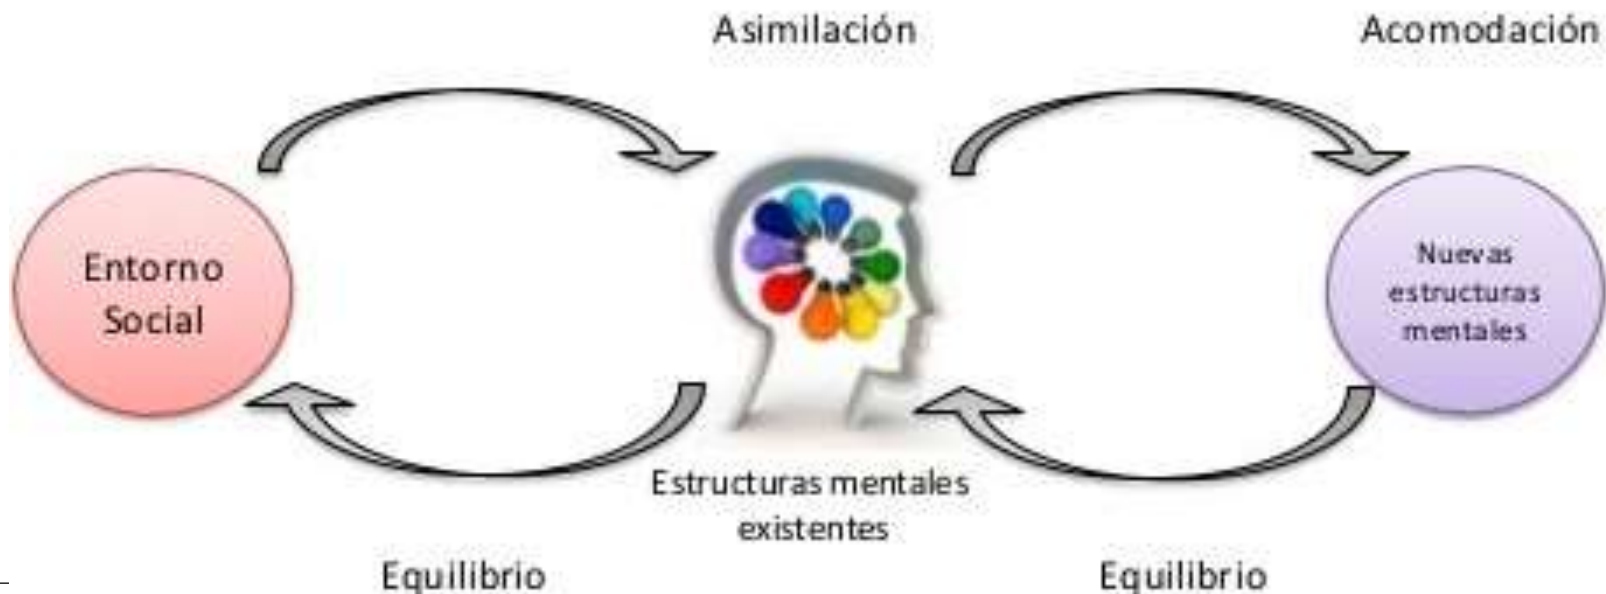 Asimilación
Acomodación
Entorno
Social
Nuevas
estructuras
mentales
Estructuras mentales
existentes
Equilibrio
Equilibrio